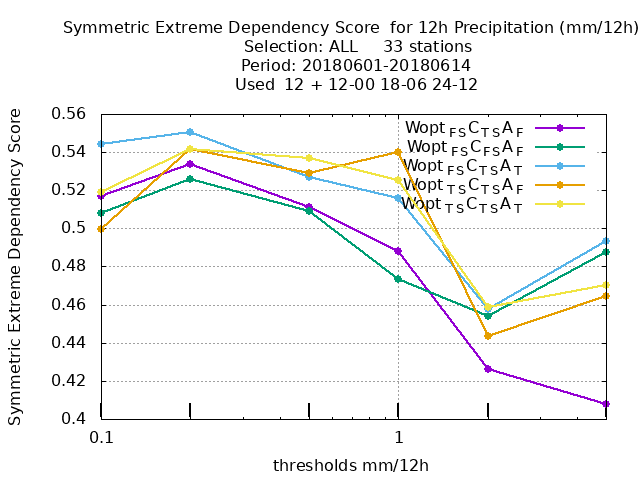 Symmetric Extreme Dependency Score  for 12h Precipitation (mm/12h)
Selection: ALL     33 stations
Period: 20180601-20180614
Used  12 + 12-00 18-06 24-12
Symmetric Extreme Dependency Score
0.56
0.54
0.52
0.5
0.48
0.46
0.44
0.42
0.4
Wopt FSCTSAF
Wopt FSCFSAF
Wopt FSCTSAT
Wopt TSCTSAF
Wopt TSCTSAT
0.1
1
thresholds mm/12h